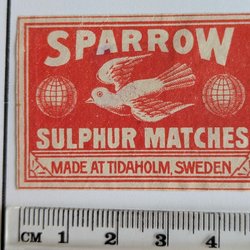 SPARROW
SULPHUR MATCHES
MADE AT TIDAHOLM, SWEDEN
CM 1 2 3 4